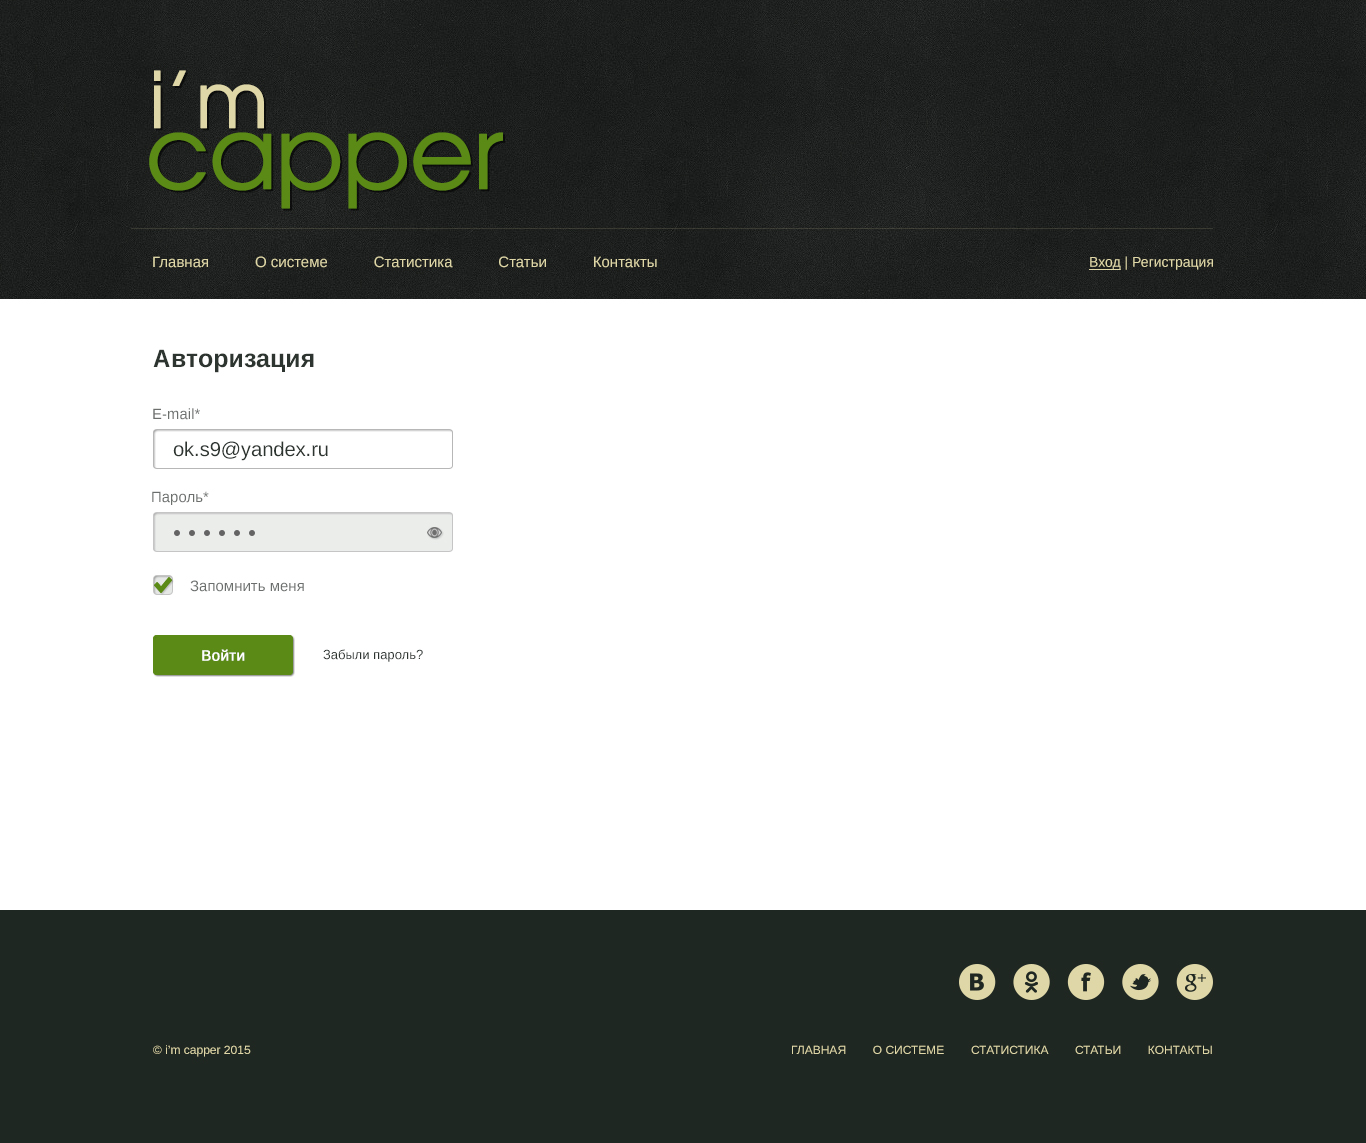 i´m
capper
Главная О системе Статистика Статьи Контакты Вход | Регистрация
Авторизация
E-mail*
ok.s9@yandex.ru
Пароль*
Запомнить меня
Войти Забыли пароль?
B f g+
© i'm capper 2015 ГЛАВНАЯ О СИСТЕМЕ СТАТИСТИКА СТАТЬИ КОНТАКТЫ